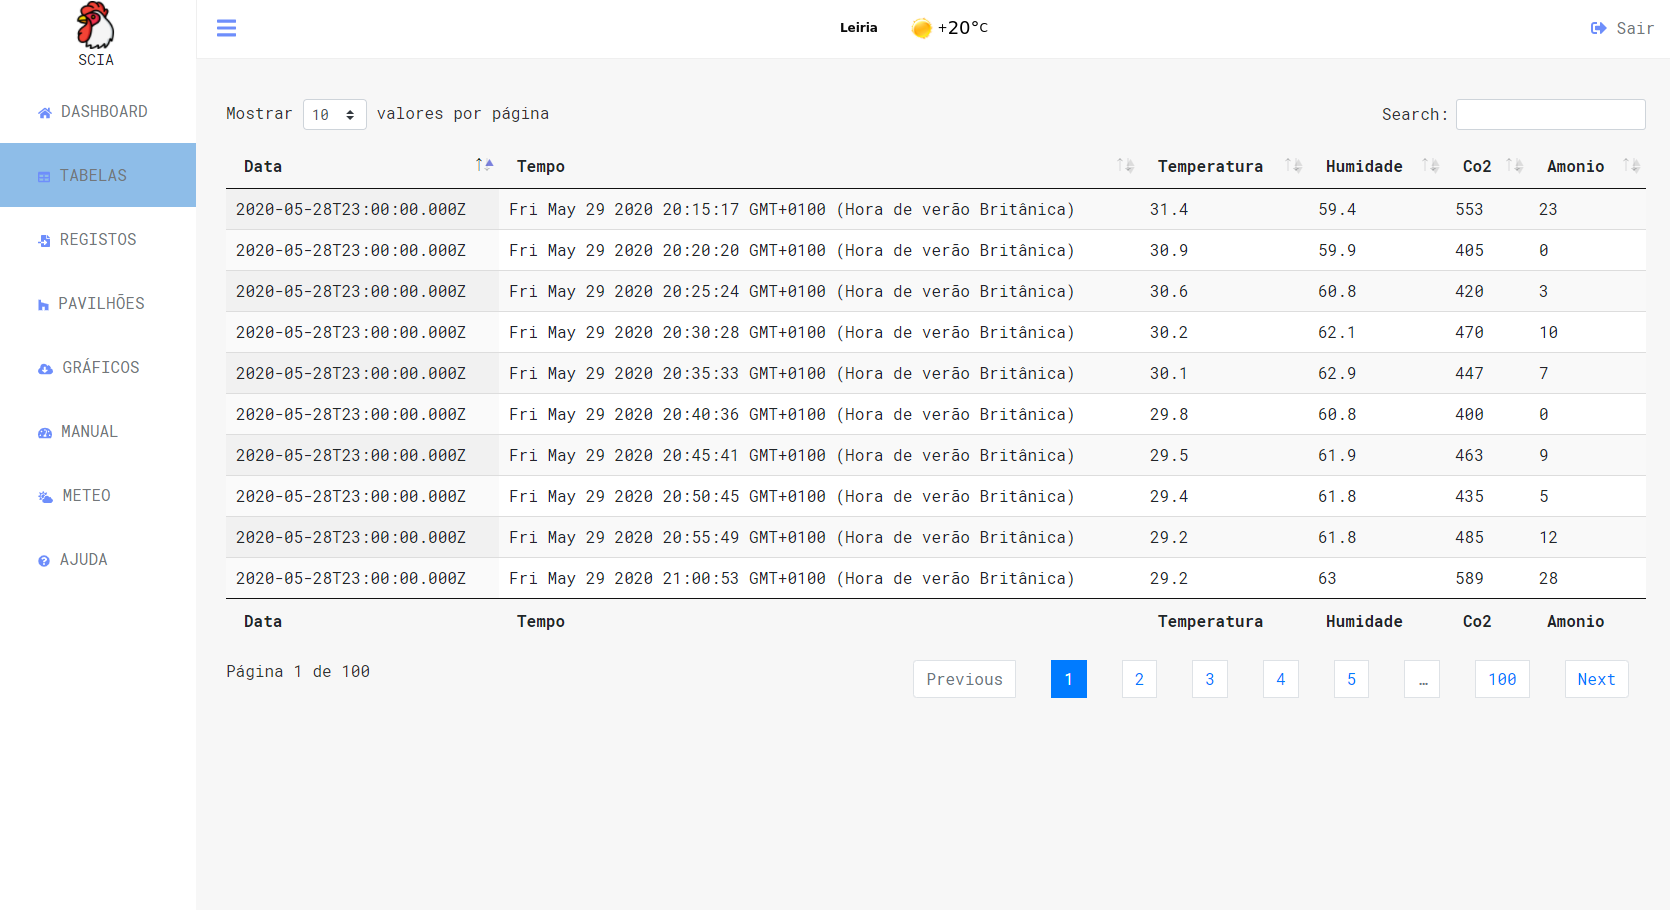 SCIA
DASHBOARD
TABELAS
REGISTOS
PAVILHÕES
GRÁFICOS
MANUAL
METEO
AJUDA
Leiria +20°C
Sair
Mostrar 10 valores por página
Search:
Data Tempo Temperatura Humidade Co2 Amonio
2020-05-28T23:00:00.000Z Fri May 29 2020 20:15:17 GMT+0100 (Hora de verão Britânica) 31.4 59.4 553 23
2020-05-28T23:00:00.000Z Fri May 29 2020 20:20:20 GMT+0100 (Hora de verão Britânica) 30.9 59.9 405 0
2020-05-28T23:00:00.000Z Fri May 29 2020 20:25:24 GMT+0100 (Hora de verão Britânica) 30.6 60.8 420 3
2020-05-28T23:00:00.000Z Fri May 29 2020 20:30:28 GMT+0100 (Hora de verão Britânica) 30.2 62.1 470 10
2020-05-28T23:00:00.000Z Fri May 29 2020 20:35:33 GMT+0100 (Hora de verão Britânica) 30.1 62.9 447 7
2020-05-28T23:00:00.000Z Fri May 29 2020 20:40:36 GMT+0100 (Hora de verão Britânica) 29.8 60.8 400 0
2020-05-28T23:00:00.000Z Fri May 29 2020 20:45:41 GMT+0100 (Hora de verão Britânica) 29.5 61.9 463 9
2020-05-28T23:00:00.000Z Fri May 29 2020 20:50:45 GMT+0100 (Hora de verão Britânica) 29.4 61.8 435 5
2020-05-28T23:00:00.000Z Fri May 29 2020 20:55:49 GMT+0100 (Hora de verão Britânica) 29.2 61.8 485 12
2020-05-28T23:00:00.000Z Fri May 29 2020 21:00:53 GMT+0100 (Hora de verão Britânica) 29.2 63 589 28
Data Tempo Temperatura Humidade Co2 Amonio
Página 1 de 100
Previous 1 2 3 4 5 … 100 Next